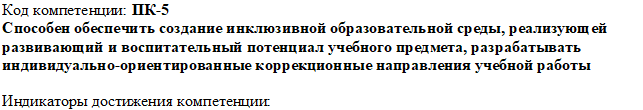 Код компетенции: ПК-5
Способен обеспечить создание инклюзивной образовательной среды, реализующей
развивающий и воспитательный потенциал учебного предмета, разрабатывать
индивидуально-ориентированные коррекционные направления учебной работы
Индикаторы достижения компетенции: